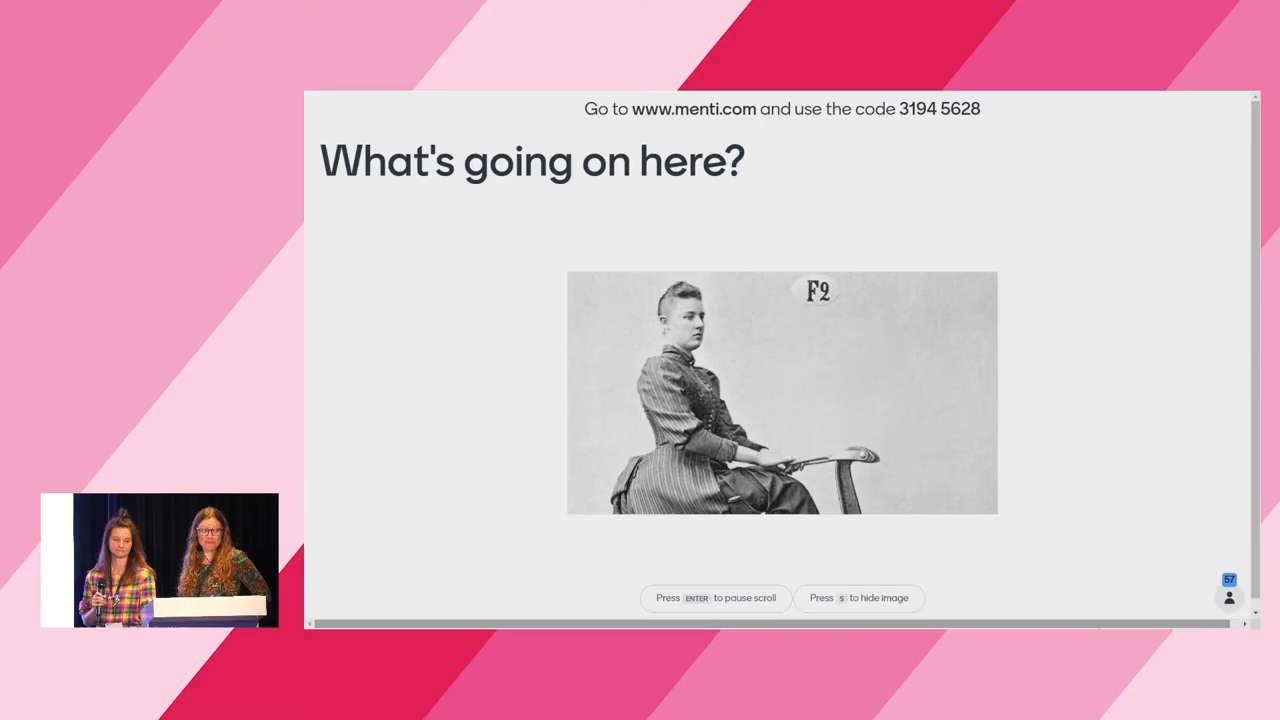 Go to www.menti.com and use the code 3194 5628
What's going on here?
F2
57
Press ENTER to pause scroll
Press S to hide image